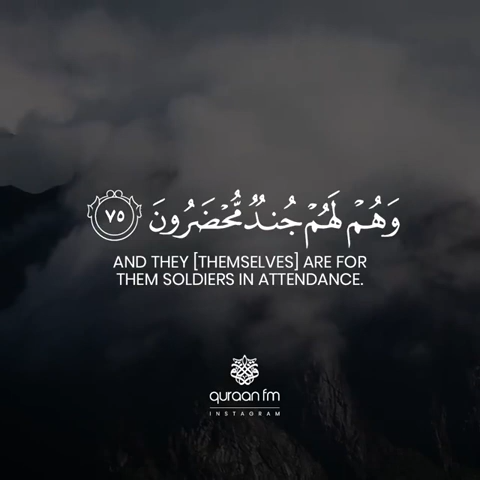 وَهُمْ لَهُمْ جُندٌ مُّحْضَرُونَ ٧٥
AND THEY [THEMSELVES] ARE FOR
THEM SOLDIERS IN ATTENDANCE.
quraan fm
INSTAGRAM